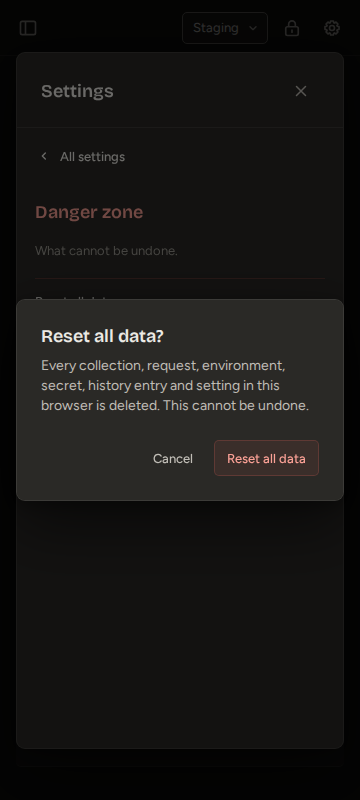 Staging
Settings
All settings
Danger zone
What cannot be undone.
Reset all data?
Every collection, request, environment,
secret, history entry and setting in this
browser is deleted. This cannot be undone.
Cancel
Reset all data